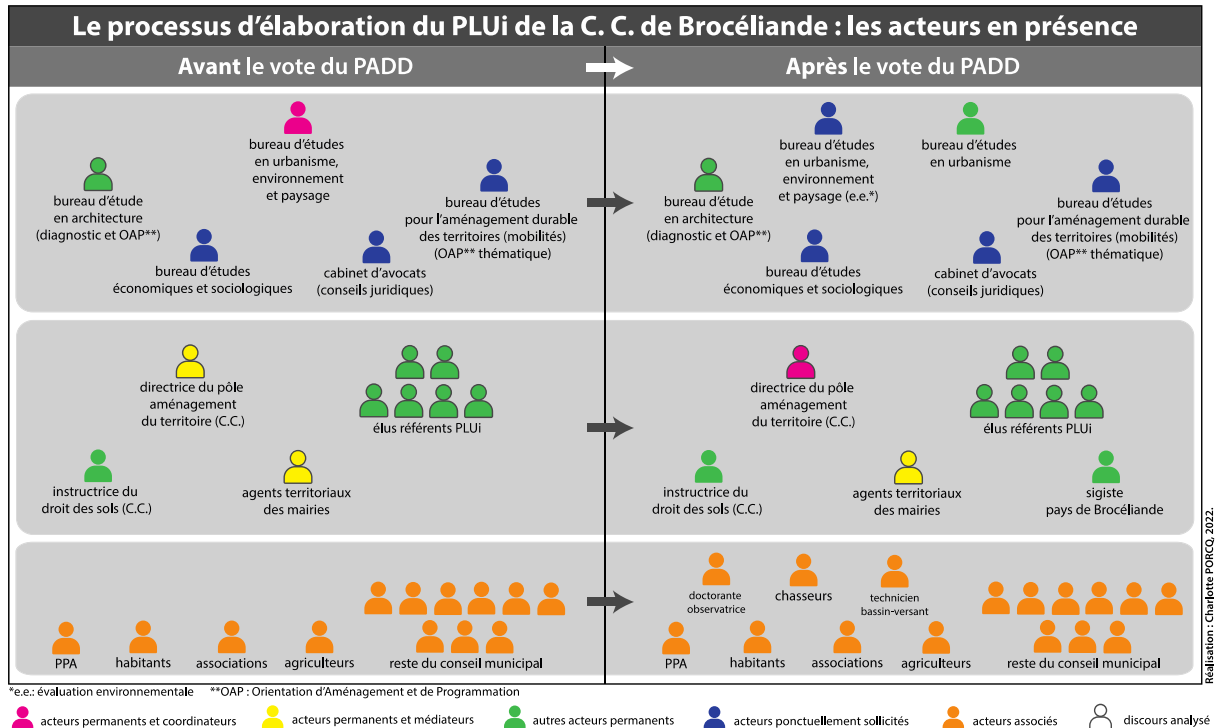 Le processus d'élaboration du PLUi de la C. C. de Brocéliande : les acteurs en présence
Avant le vote du PADD
Après le vote du PADD
bureau d'études
en urbanisme,
environnement
et paysage
bureau d'étude
en architecture
(diagnostic et OAP**)
bureau d'études
pour l'aménagement durable
des territoires (mobilités)
(OAP** thématique)
bureau d'études
économiques et sociologiques
cabinet d'avocats
(conseils juridiques)
bureau d'études
en urbanisme,
environnement
et paysage (e.e.*)
bureau d'études
en urbanisme
bureau d'étude
en architecture
(diagnostic et OAP**)
bureau d'études
pour l'aménagement durable
des territoires (mobilités)
(OAP** thématique)
bureau d'études
économiques et sociologiques
cabinet d'avocats
(conseils juridiques)
directrice du pôle
aménagement
du territoire (C.C.)
élus référents PLUi
instructrice du
droit des sols (C.C.)
agents territoriaux
des mairies
directrice du pôle
aménagement
du territoire (C.C.)
élus référents PLUi
instructrice du
droit des sols (C.C.)
agents territoriaux
des mairies
sigiste
pays de Brocéliande
PPA
habitants
associations
agriculteurs
reste du conseil municipal
doctorante
observatrice
chasseurs
technicien
bassin-versant
PPA
habitants
associations
agriculteurs
reste du conseil municipal
Réalisation : Charlotte PORCQ, 2022.
*e.e.: évaluation environnementale **OAP : Orientation d'Aménagement et de Programmation
acteurs permanents et coordinateurs
acteurs permanents et médiateurs
autres acteurs permanents
acteurs ponctuellement sollicités
acteurs associés
discours analysé